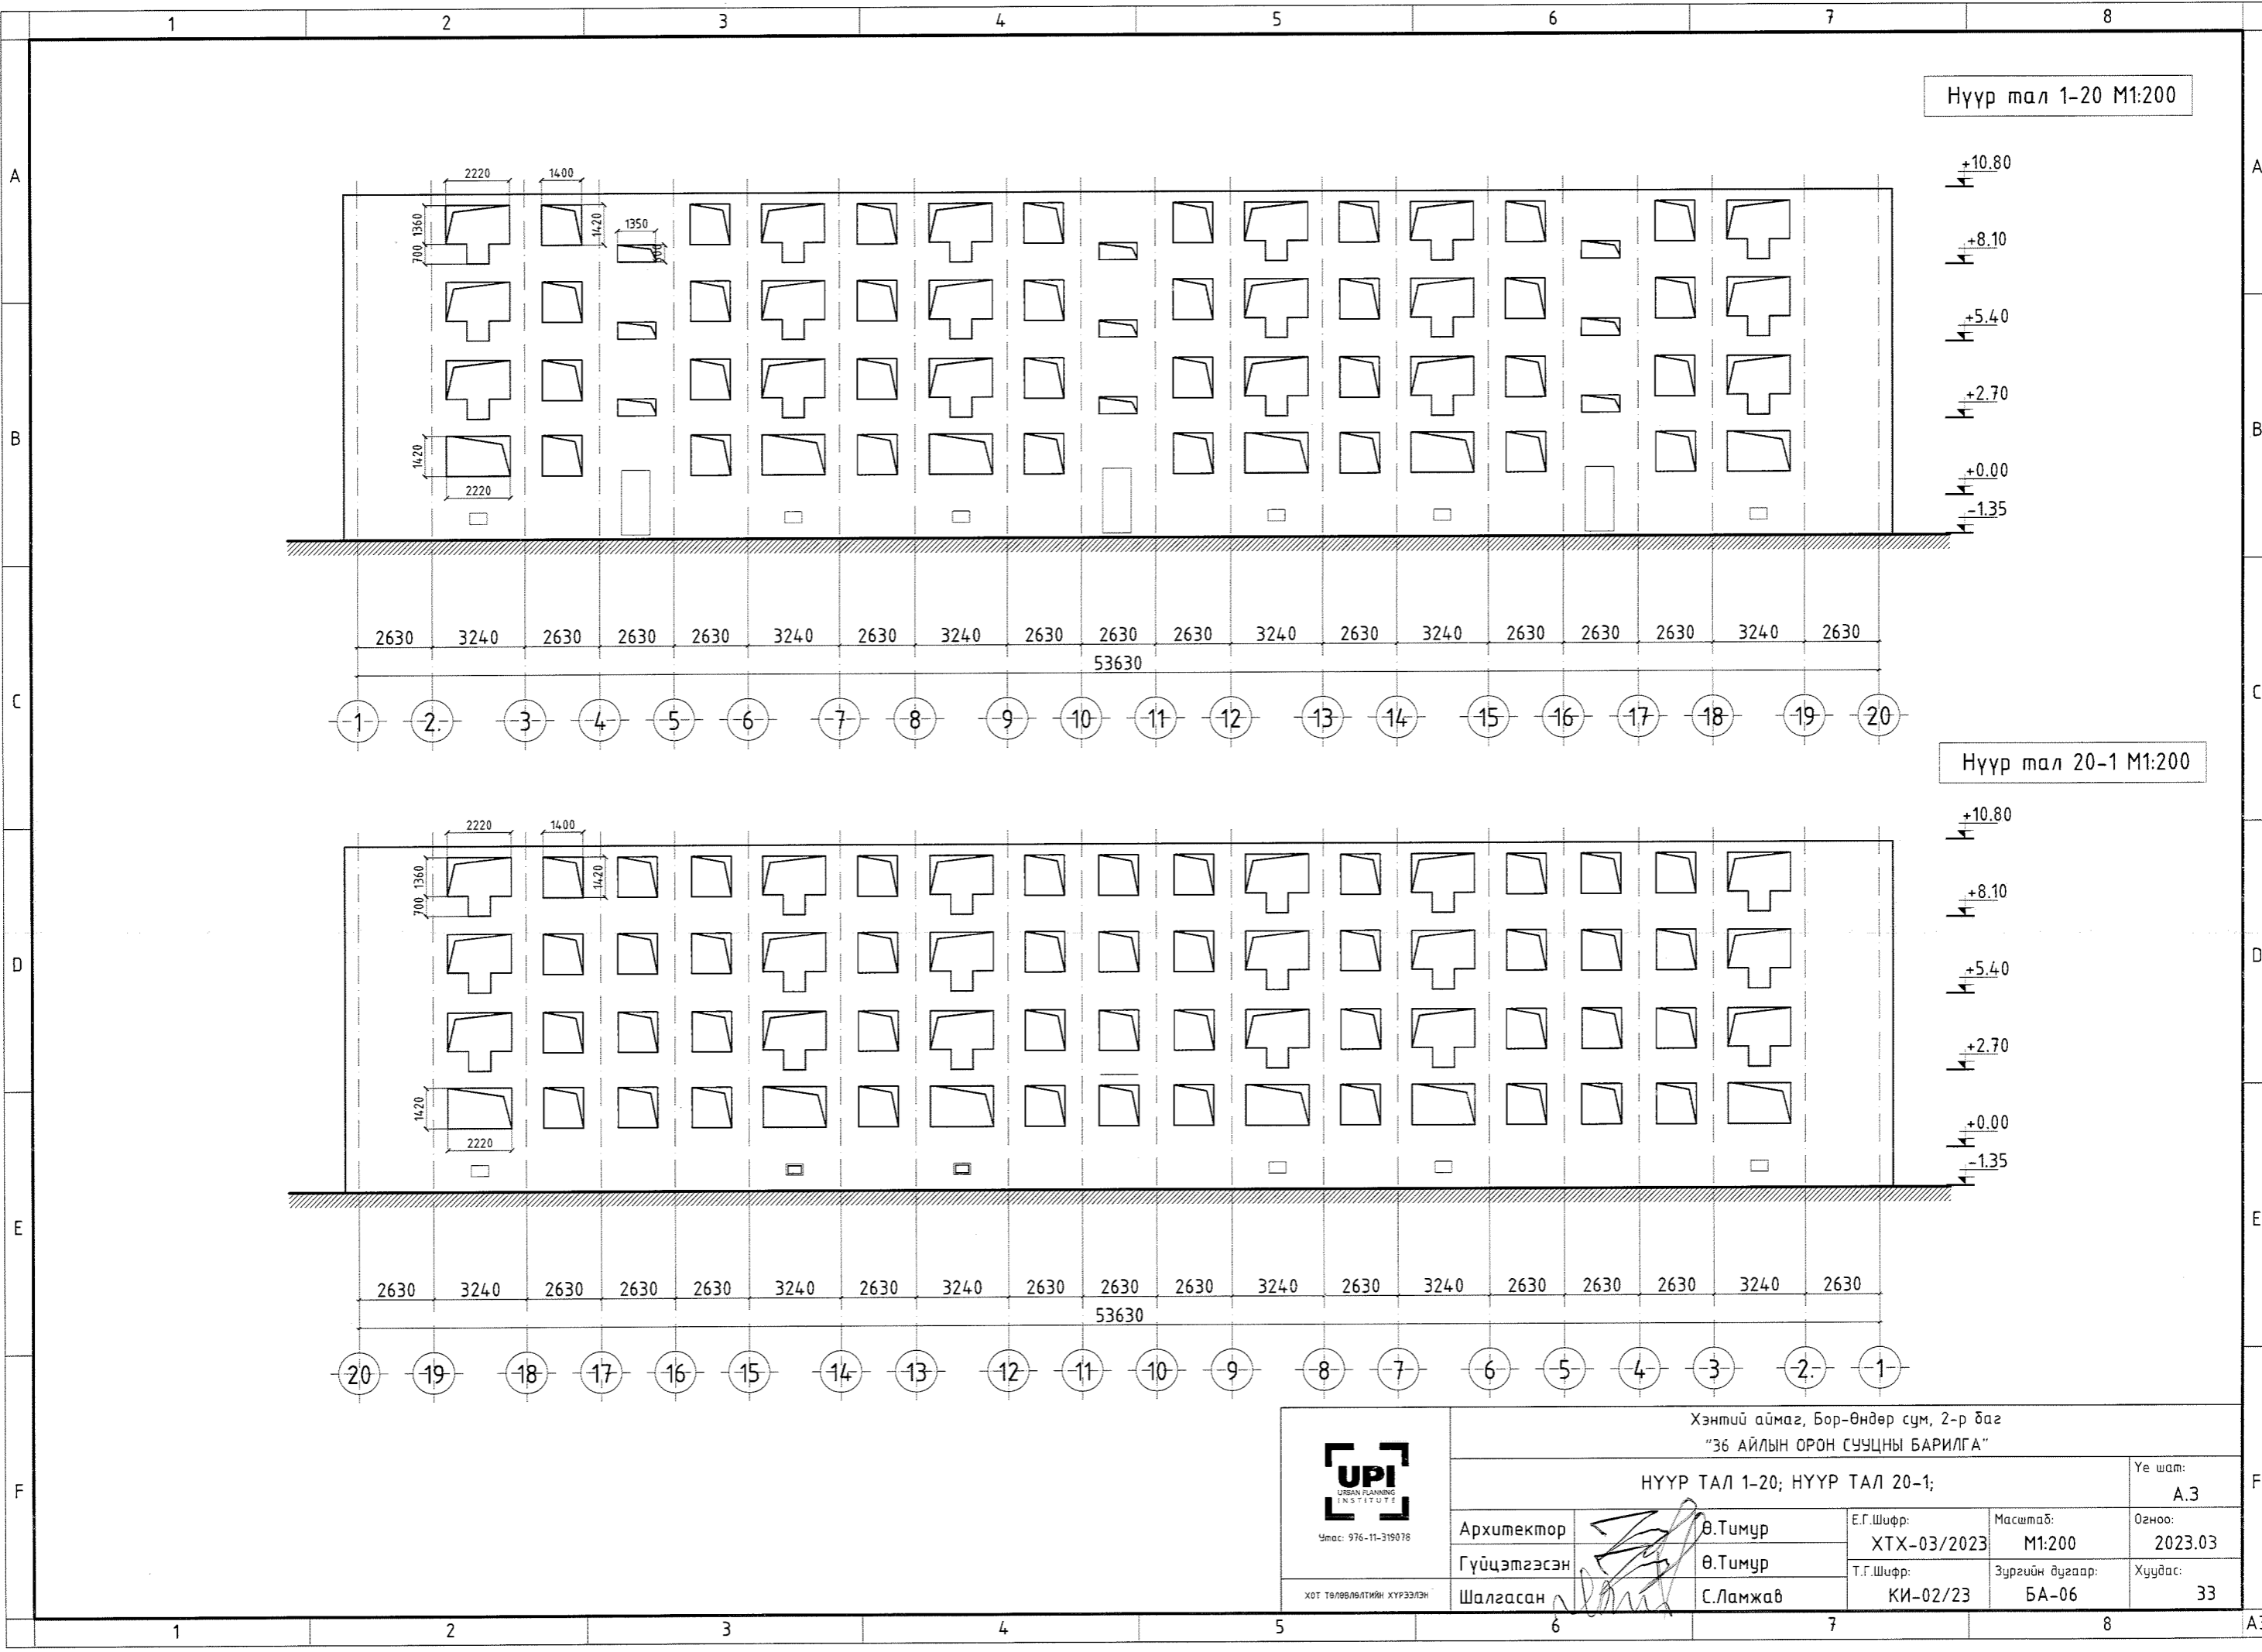 1 2 3 4 5 6 7 8
Нүүр тал 1-20 М1:200
A
2220 1400
1360 700 1420 1350 600
+10.80
+8.10
+5.40
+2.70
+0.00
-1.35
B
1420
2220
2630 3240 2630 2630 2630 3240 2630 3240 2630 2630 2630 3240 2630 3240 2630 2630 2630 3240 2630
53630
C
1 2. 3 4 5 6 7 8 9 10 11 12 13 14 15 16 17 18 19 20
Нүүр тал 20-1 М1:200
2220 1400
1360 700 1420
+10.80
+8.10
+5.40
+2.70
+0.00
-1.35
D
1420
2220
E
2630 3240 2630 2630 2630 3240 2630 3240 2630 2630 2630 3240 2630 3240 2630 2630 2630 3240 2630
53630
20 19 18 17 16 15 14 13 12 11 10 9 8 7 6 5 4 3 2. 1
F
UPI
URBAN PLANNING
INSTITUTE
Утас: 976-11-319078
ХОТ ТӨЛӨВЛӨЛТИЙН ХҮРЭЭЛЭН
Хэнтий аймаг, Бор-Өндөр сум, 2-р баг
"36 АЙЛЫН ОРОН СУУЦНЫ БАРИЛГА"
НҮҮР ТАЛ 1-20; НҮҮР ТАЛ 20-1;
Үе шат:
А.З
Архитектор Ө.Тимур
Гүйцэтгэсэн Ө.Тимур
Шалгасан С.Ламжав
Е.Г.Шифр:
ХТХ-03/2023
Масштаб:
М1:200
Огноо:
2023.03
Т.Г.Шифр:
КИ-02/23
Зургийн дугаар:
БА-06
Хуудас:
33
1 2 3 4 5 6 7 8